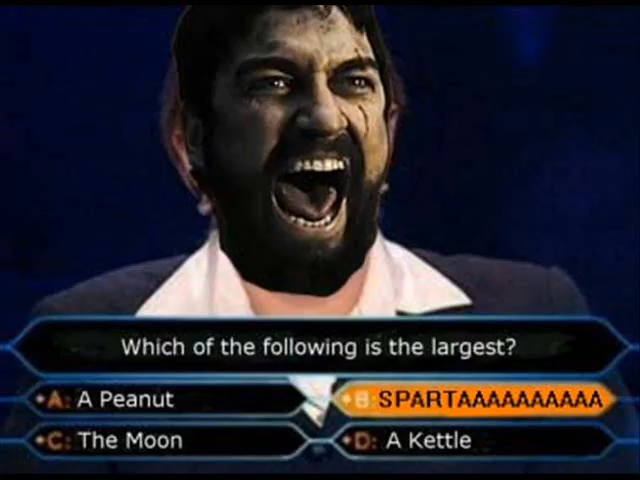 Which of the following is the largest?
A: A Peanut
B: SPARTAAAAAAAAAAA
C: The Moon
D: A Kettle